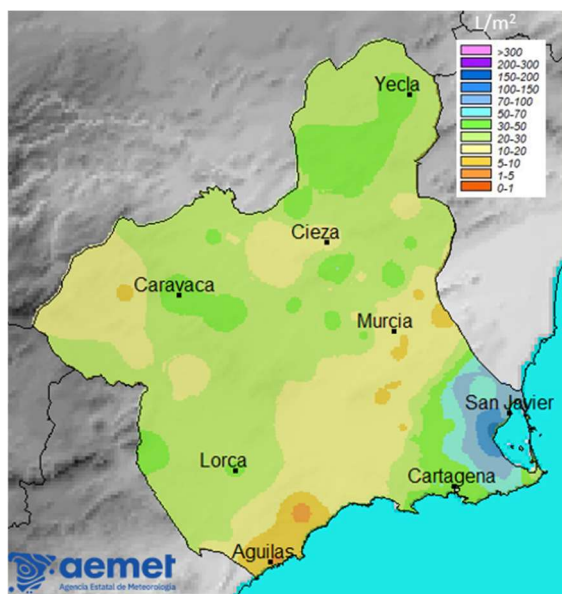 L/m²
>300
200-300
150-200
100-150
70-100
50-70
30-50
20-30
10-20
5-10
1-5
0-1
Yecla
Cieza
Caravaca
Murcia
San Javier
Lorca
Cartagena
Aguilas
aemet
Agencia Estatal de Meteorología